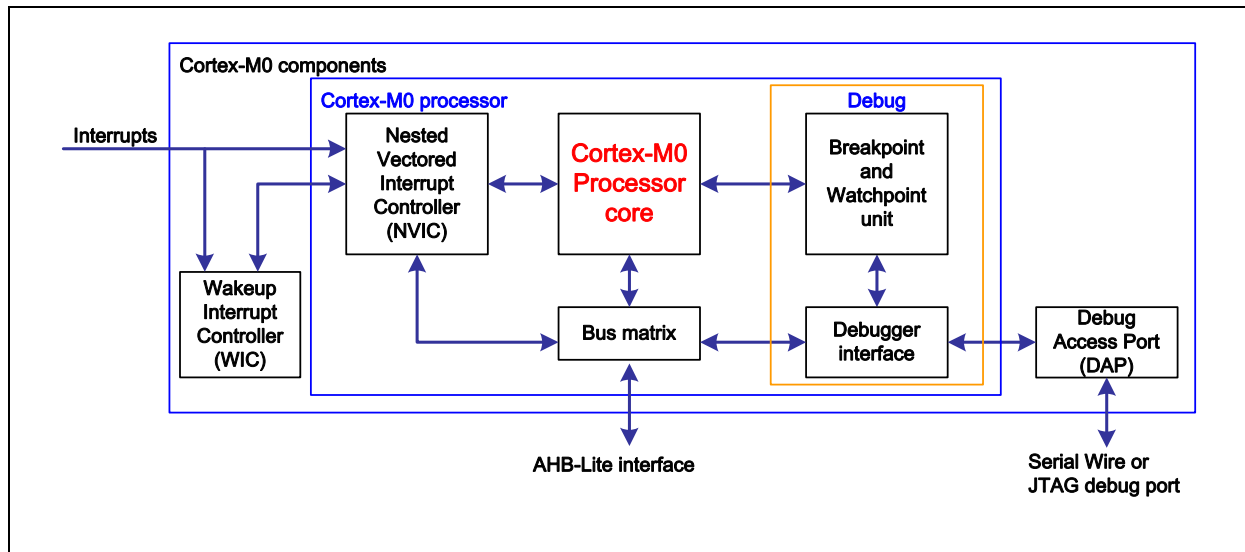 Cortex-M0 components
Cortex-M0 processor
Debug
Interrupts
Nested
Vectored
Interrupt
Controller
(NVIC)
Cortex-M0
Processor
core
Breakpoint
and
Watchpoint
unit
Wakeup
Interrupt
Controller
(WIC)
Bus matrix
Debugger
interface
Debug
Access Port
(DAP)
AHB-Lite interface
Serial Wire or
JTAG debug port